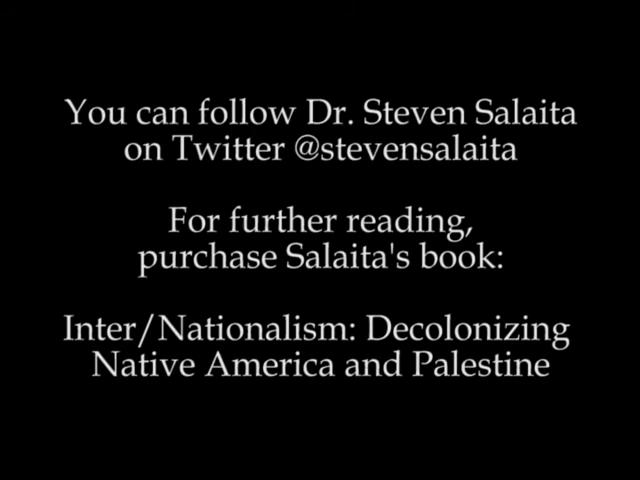 You can follow Dr. Steven Salaita
on Twitter @stevensalaita
For further reading,
purchase Salaita's book:
Inter/Nationalism: Decolonizing
Native America and Palestine